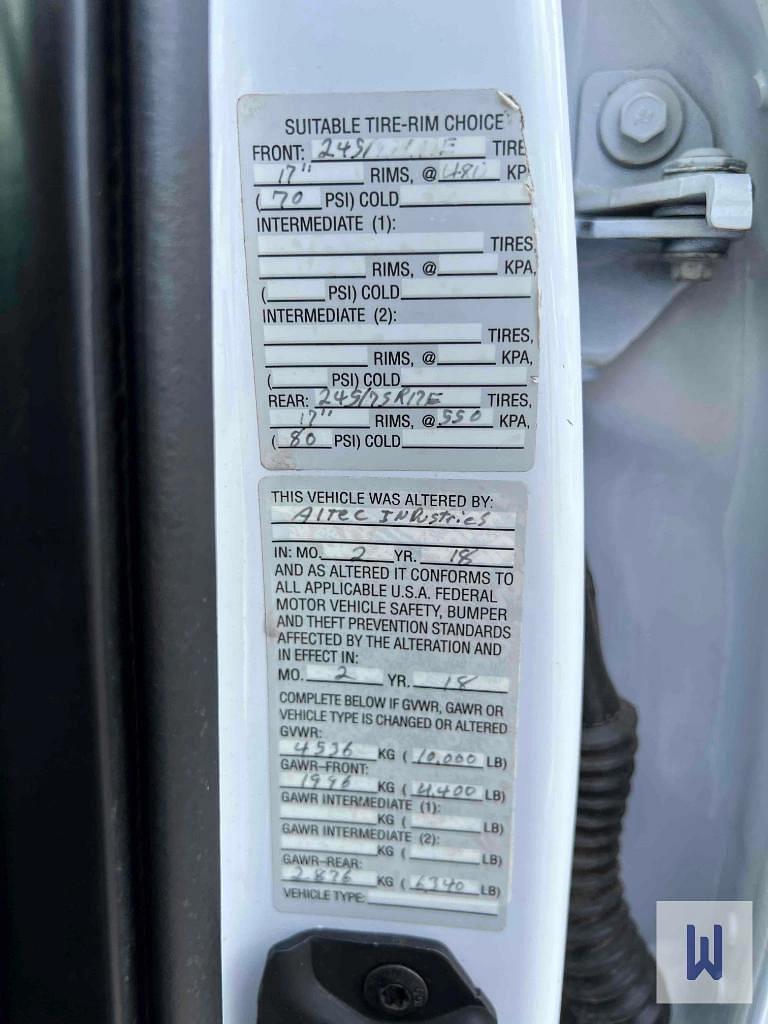 SUITABLE TIRE-RIM CHOICE
FRONT: 245/ E TIRE
17" RIMS, @ 48 KP
( 70 PSI) COLD
INTERMEDIATE (1):
TIRES,
RIMS, @ KPA,
( PSI) COLD
INTERMEDIATE (2):
TIRES,
RIMS, @ KPA,
( PSI) COLD
REAR: 245/75R17E TIRES,
17" RIMS, @ 550 KPA,
( 80 PSI) COLD
THIS VEHICLE WAS ALTERED BY:
Altec INDustries
IN: MO. 2 YR. 18
AND AS ALTERED IT CONFORMS TO
ALL APPLICABLE U.S.A. FEDERAL
MOTOR VEHICLE SAFETY, BUMPER
AND THEFT PREVENTION STANDARDS
AFFECTED BY THE ALTERATION AND
IN EFFECT IN:
MO. 2 YR. 18
COMPLETE BELOW IF GVWR, GAWR OR
VEHICLE TYPE IS CHANGED OR ALTERED
GVWR:
4536 KG ( 10,000 LB)
GAWR-FRONT:
1996 KG ( 4,400 LB)
GAWR INTERMEDIATE (1):
KG ( LB)
GAWR INTERMEDIATE (2):
KG ( LB)
GAWR-REAR:
2,876 KG ( 6,340 LB)
VEHICLE TYPE:
W